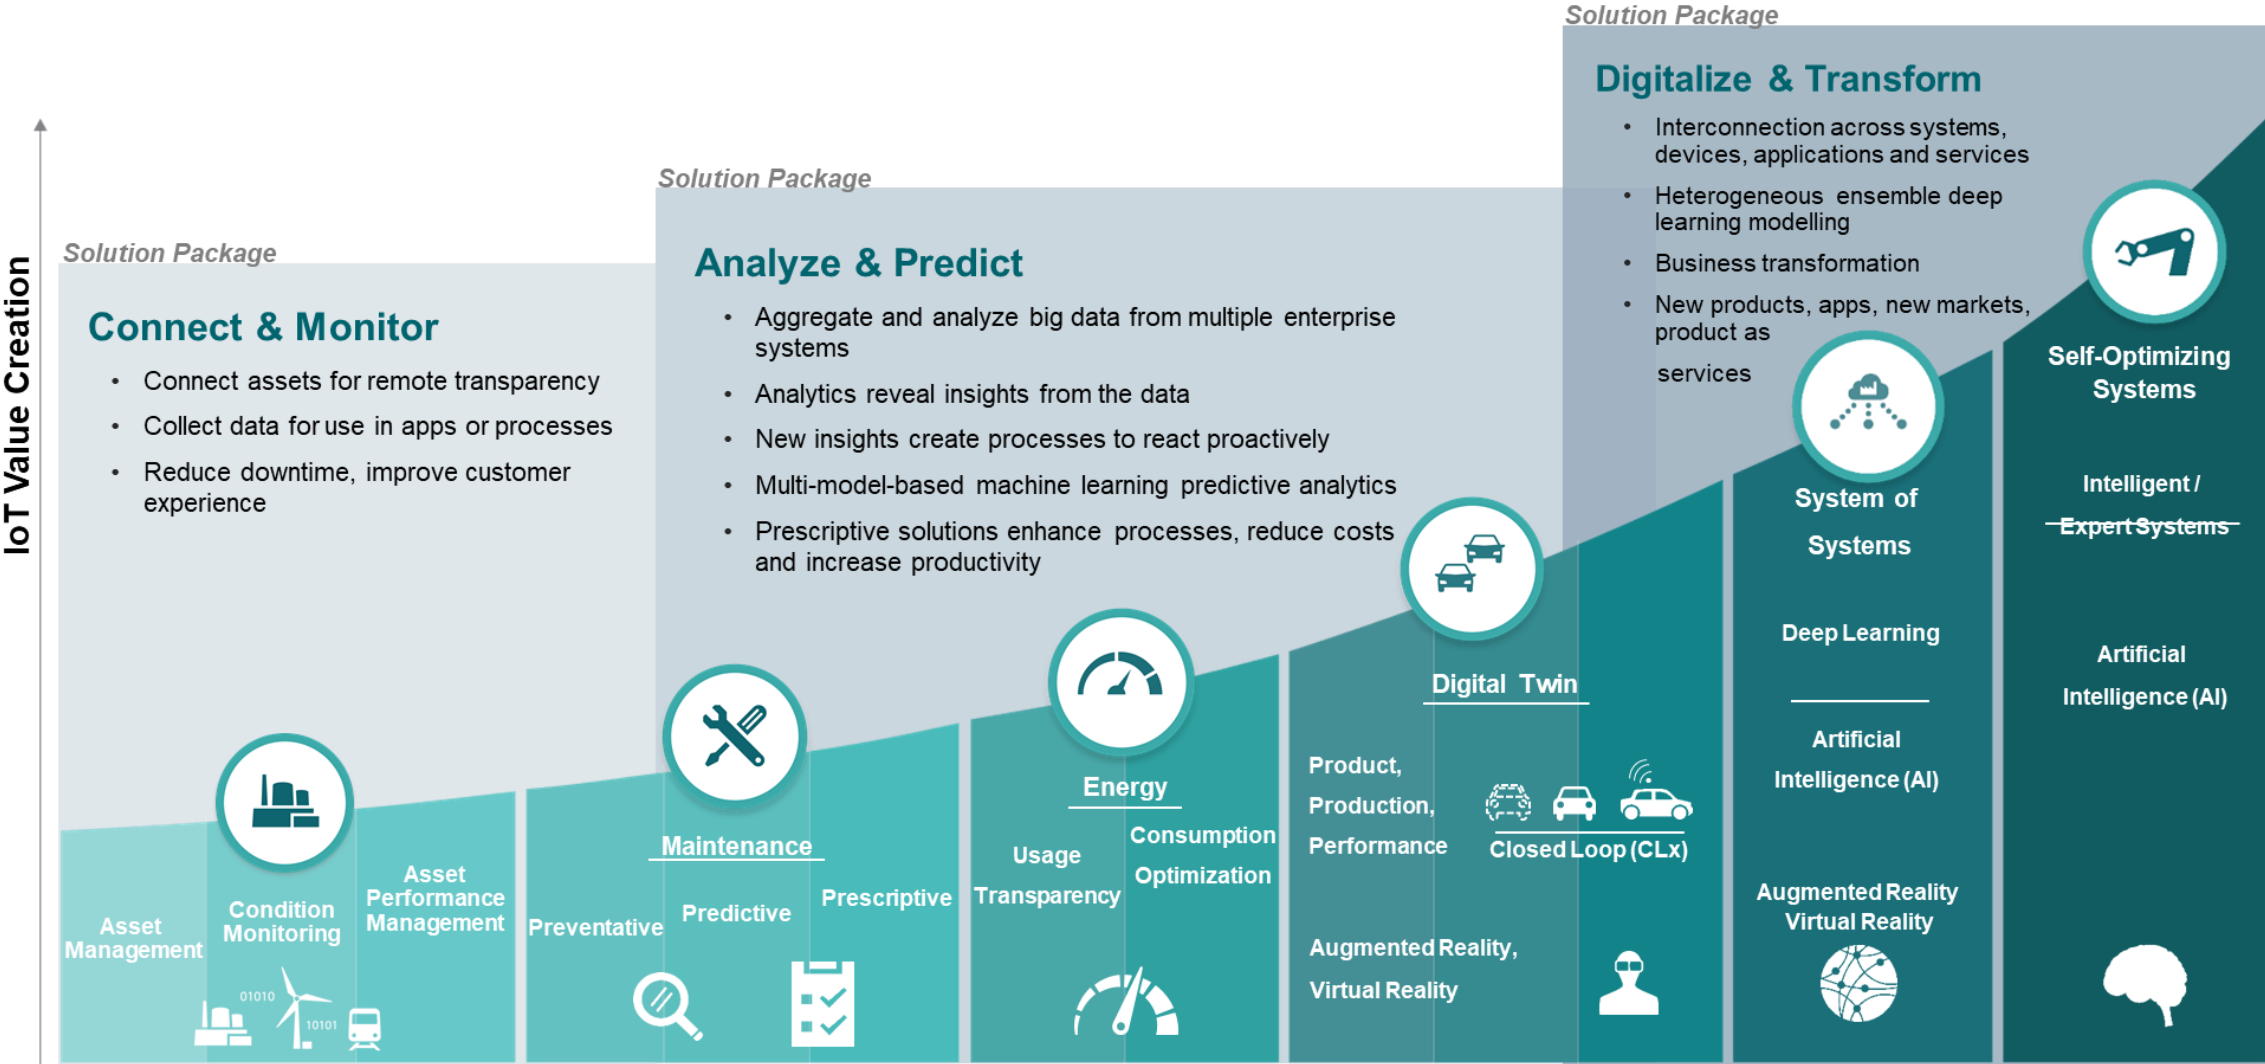 IoT Value Creation
Solution Package
Connect & Monitor
• Connect assets for remote transparency
• Collect data for use in apps or processes
• Reduce downtime, improve customer
experience
Solution Package
Analyze & Predict
• Aggregate and analyze big data from multiple enterprise
systems
• Analytics reveal insights from the data
• New insights create processes to react proactively
• Multi-model-based machine learning predictive analytics
• Prescriptive solutions enhance processes, reduce costs
and increase productivity
Solution Package
Digitalize & Transform
• Interconnection across systems,
devices, applications and services
• Heterogeneous ensemble deep
learning modelling
• Business transformation
• New products, apps, new markets,
product as
services
Asset
Management
Condition
Monitoring
Asset
Performance
Management
01010
10101
Maintenance
Preventative
Predictive
Prescriptive
Energy
Usage
Transparency
Consumption
Optimization
Digital Twin
Product,
Production,
Performance
Closed Loop (CLx)
Augmented Reality,
Virtual Reality
System of
Systems
Deep Learning
Artificial
Intelligence (AI)
Augmented Reality
Virtual Reality
Self-Optimizing
Systems
Intelligent /
Expert Systems
Artificial
Intelligence (AI)